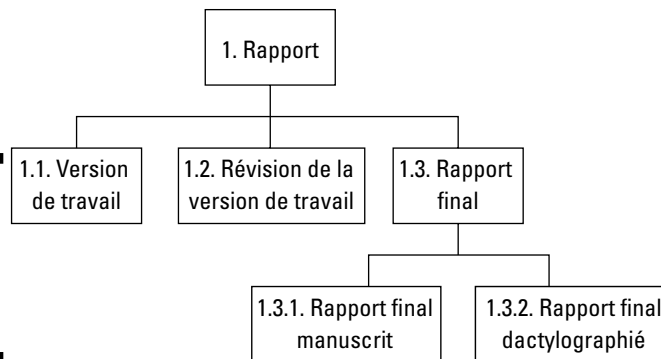 1. Rapport
1.1. Version
de travail
1.2. Révision de la
version de travail
1.3. Rapport
final
1.3.1. Rapport final
manuscrit
1.3.2. Rapport final
dactylographié